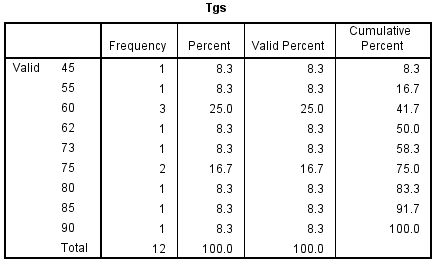 Tgs
Frequency Percent Valid Percent Cumulative Percent
Valid 45 1 8.3 8.3 8.3
55 1 8.3 8.3 16.7
60 3 25.0 25.0 41.7
62 1 8.3 8.3 50.0
73 1 8.3 8.3 58.3
75 2 16.7 16.7 75.0
80 1 8.3 8.3 83.3
85 1 8.3 8.3 91.7
90 1 8.3 8.3 100.0
Total 12 100.0 100.0